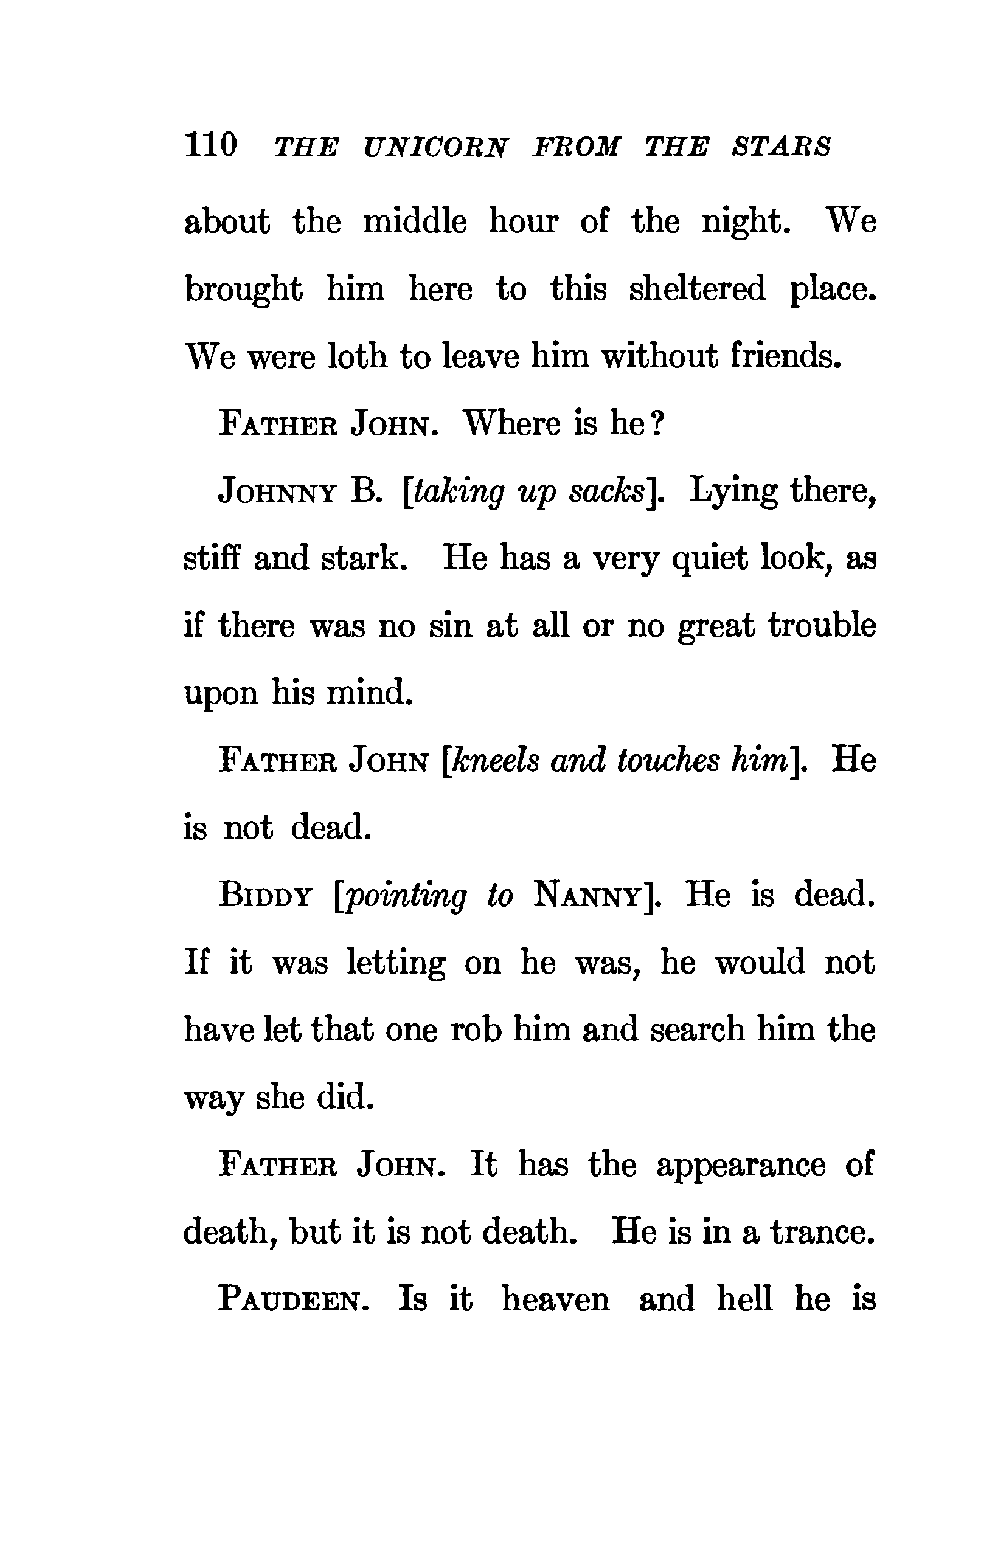 110 THE UNICORN FROM THE STARS
about the middle hour of the night. We
brought him here to this sheltered place.
We were loth to leave him without friends.
FATHER JOHN. Where is he?
JOHNNY B. [taking up sacks]. Lying there,
stiff and stark. He has a very quiet look, as
if there was no sin at all or no great trouble
upon his mind.
FATHER JOHN [kneels and touches him]. He
is not dead.
BIDDY [pointing to NANNY]. He is dead.
If it was letting on he was, he would not
have let that one rob him and search him the
way she did.
FATHER JOHN. It has the appearance of
death, but it is not death. He is in a trance.
PAUDEEN. Is it heaven and hell he is